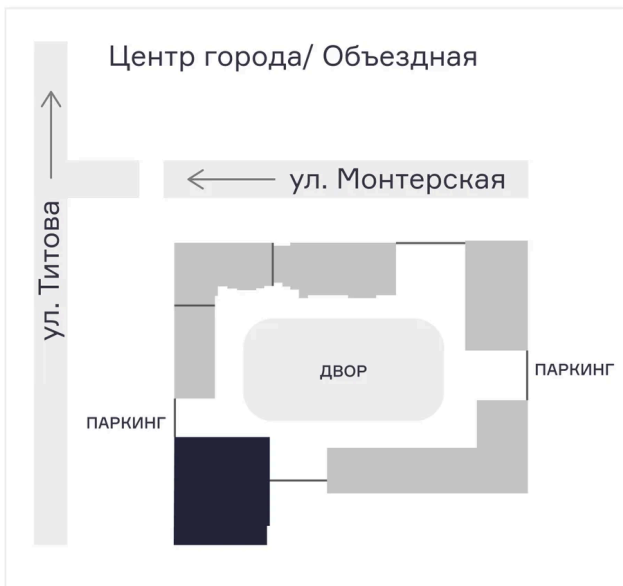 Центр города/ Объездная
ул. Монтерская
ул. Титова
ДВОР
ПАРКИНГ
ПАРКИНГ